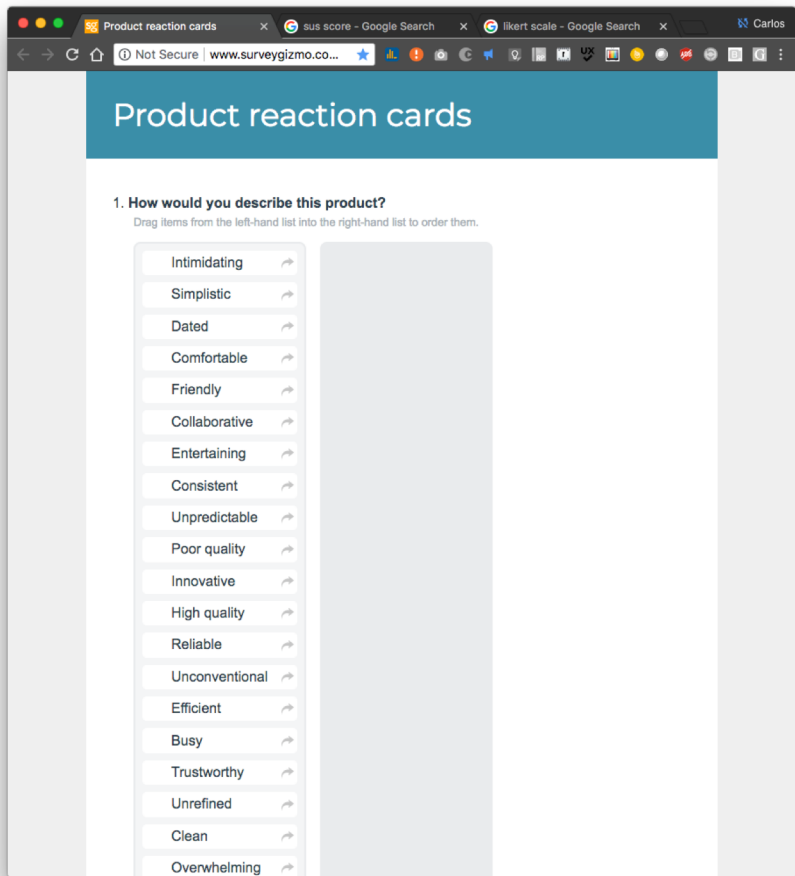 Product reaction cards
sus score - Google Search
likert scale - Google Search
Carlos
Not Secure | www.surveygizmo.co...
Product reaction cards
1. How would you describe this product?
Drag items from the left-hand list into the right-hand list to order them.
Intimidating
Simplistic
Dated
Comfortable
Friendly
Collaborative
Entertaining
Consistent
Unpredictable
Poor quality
Innovative
High quality
Reliable
Unconventional
Efficient
Busy
Trustworthy
Unrefined
Clean
Overwhelming